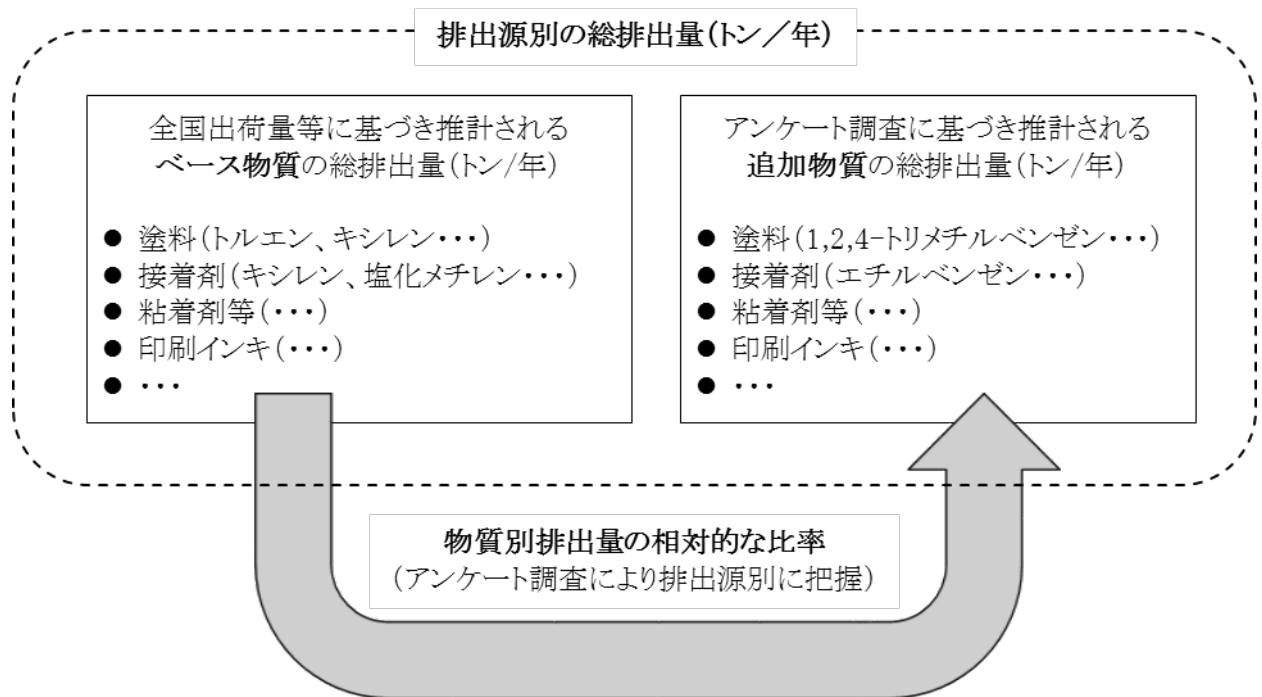 排出源別の総排出量(トン／年)
全国出荷量等に基づき推計される
ベース物質の総排出量(トン/年)
● 塗料(トルエン、キシレン・・・)
● 接着剤(キシレン、塩化メチレン・・・)
● 粘着剤等(・・・)
● 印刷インキ(・・・)
● ・・・
アンケート調査に基づき推計される
追加物質の総排出量(トン/年)
● 塗料(1,2,4-トリメチルベンゼン・・・)
● 接着剤(エチルベンゼン・・・)
● 粘着剤等(・・・)
● 印刷インキ(・・・)
● ・・・
物質別排出量の相対的な比率
(アンケート調査により排出源別に把握)